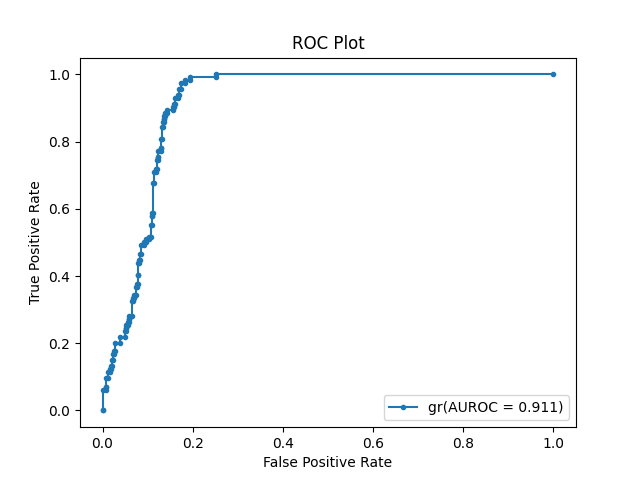 ROC Plot
1.0
0.8
0.6
0.4
0.2
0.0
True Positive Rate
gr(AUROC = 0.911)
0.0 0.2 0.4 0.6 0.8 1.0
False Positive Rate